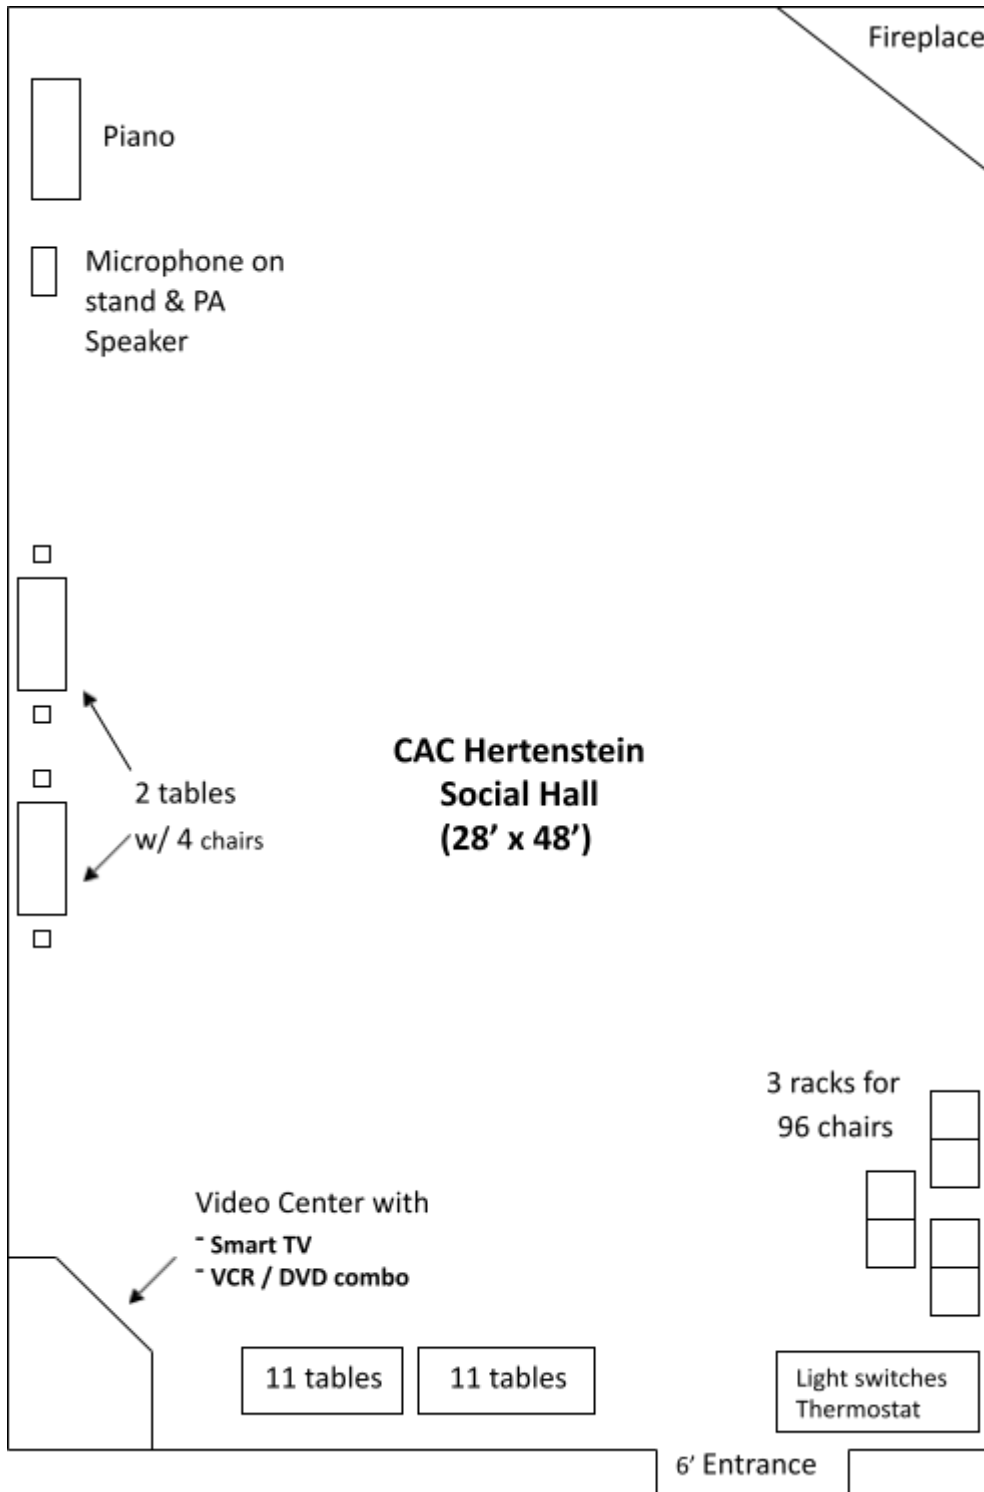 Fireplace
Piano
Microphone on
stand & PA
Speaker
CAC Hertenstein
Social Hall
(28’ x 48’)
2 tables
w/ 4 chairs
3 racks for
96 chairs
Video Center with
- Smart TV
- VCR / DVD combo
11 tables
11 tables
Light switches
Thermostat
6’ Entrance